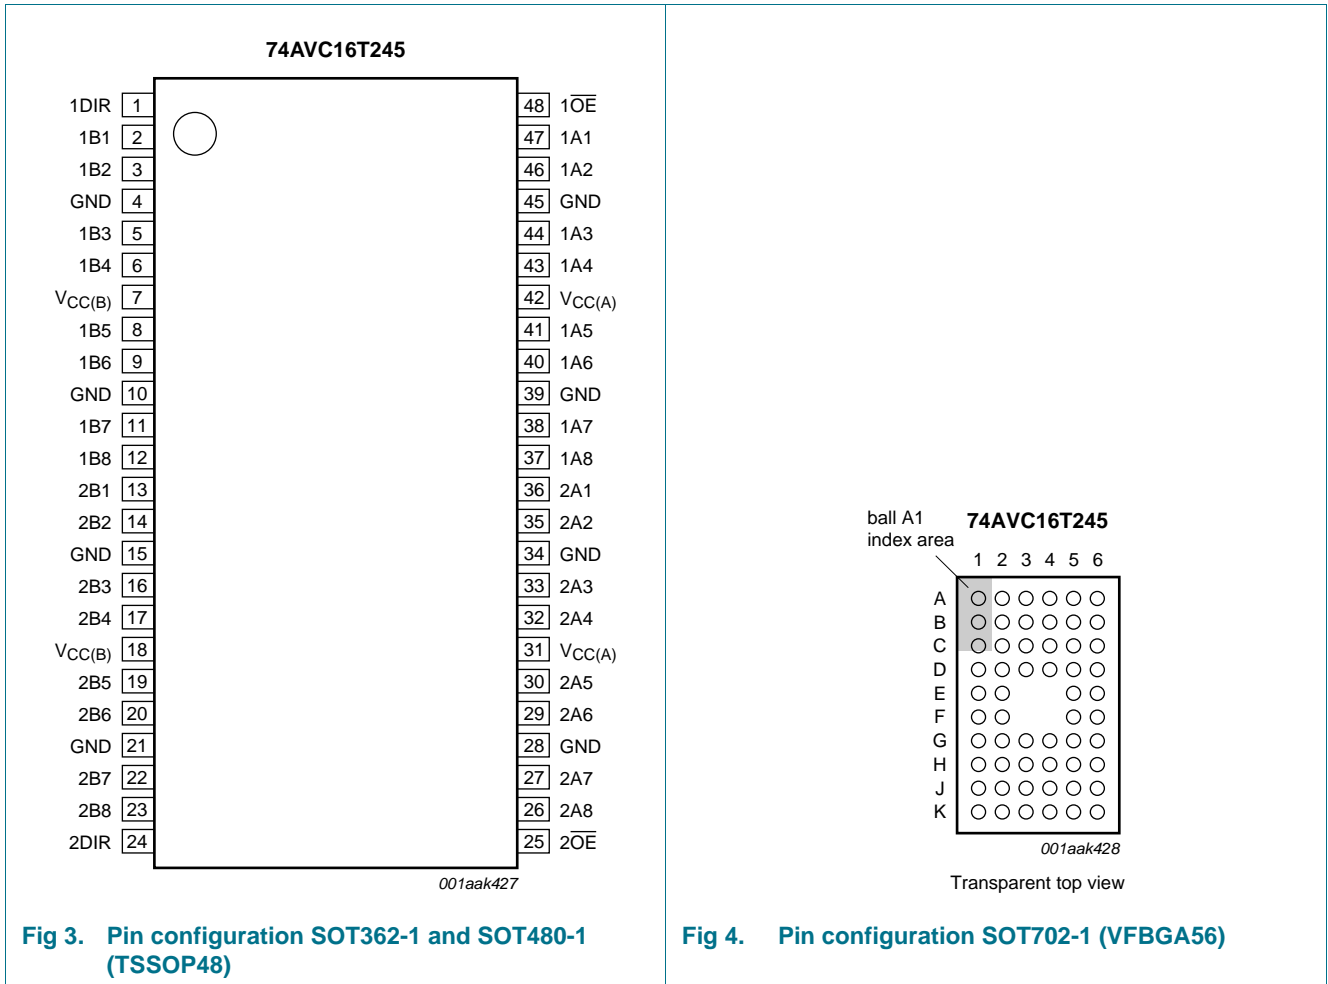 74AVC16T245
1DIR 1 48 1OE
1B1 2 47 1A1
1B2 3 46 1A2
GND 4 45 GND
1B3 5 44 1A3
1B4 6 43 1A4
VCC(B) 7 42 VCC(A)
1B5 8 41 1A5
1B6 9 40 1A6
GND 10 39 GND
1B7 11 38 1A7
1B8 12 37 1A8
2B1 13 36 2A1
2B2 14 35 2A2
GND 15 34 GND
2B3 16 33 2A3
2B4 17 32 2A4
VCC(B) 18 31 VCC(A)
2B5 19 30 2A5
2B6 20 29 2A6
GND 21 28 GND
2B7 22 27 2A7
2B8 23 26 2A8
2DIR 24 25 2OE
001aak427
Fig 3. Pin configuration SOT362-1 and SOT480-1
(TSSOP48)
ball A1
index area
74AVC16T245
1 2 3 4 5 6
A
B
C
D
E
F
G
H
J
K
001aak428
Transparent top view
Fig 4. Pin configuration SOT702-1 (VFBGA56)